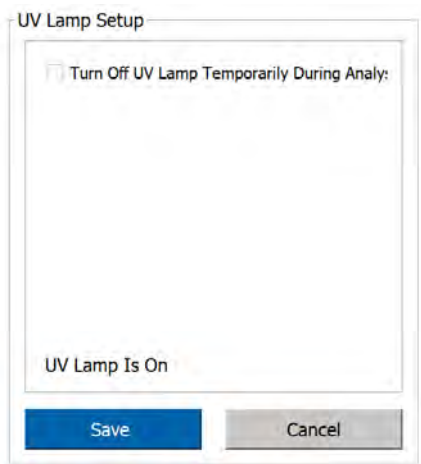 UV Lamp Setup
Turn Off UV Lamp Temporarily During Analy
UV Lamp Is On
Save
Cancel